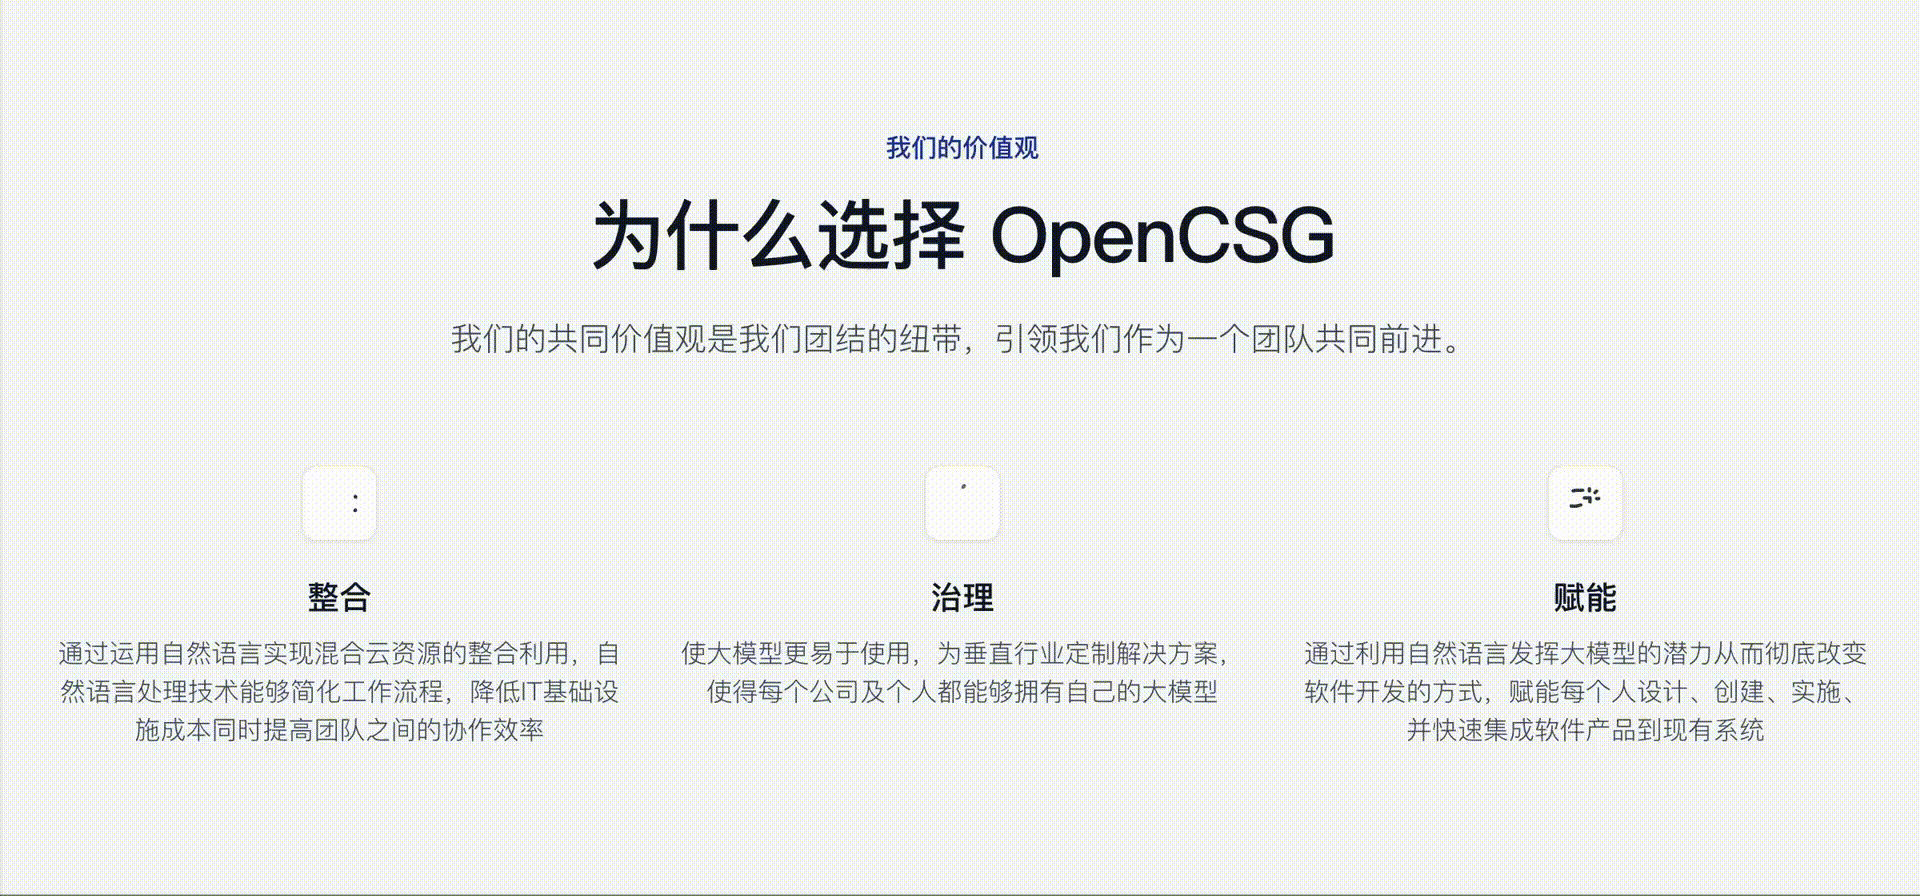 我们的价值观
为什么选择 OpenCSG
我们的共同价值观是我们团结的纽带，引领我们作为一个团队共同前进。
整合
通过运用自然语言实现混合云资源的整合利用，自
然语言处理技术能够简化工作流程，降低IT基础设
施成本同时提高团队之间的协作效率
治理
使大模型更易于使用，为垂直行业定制解决方案，
使得每个公司及个人都能够拥有自己的大模型
赋能
通过利用自然语言发挥大模型的潜力从而彻底改变
软件开发的方式，赋能每个人设计、创建、实施、
并快速集成软件产品到现有系统